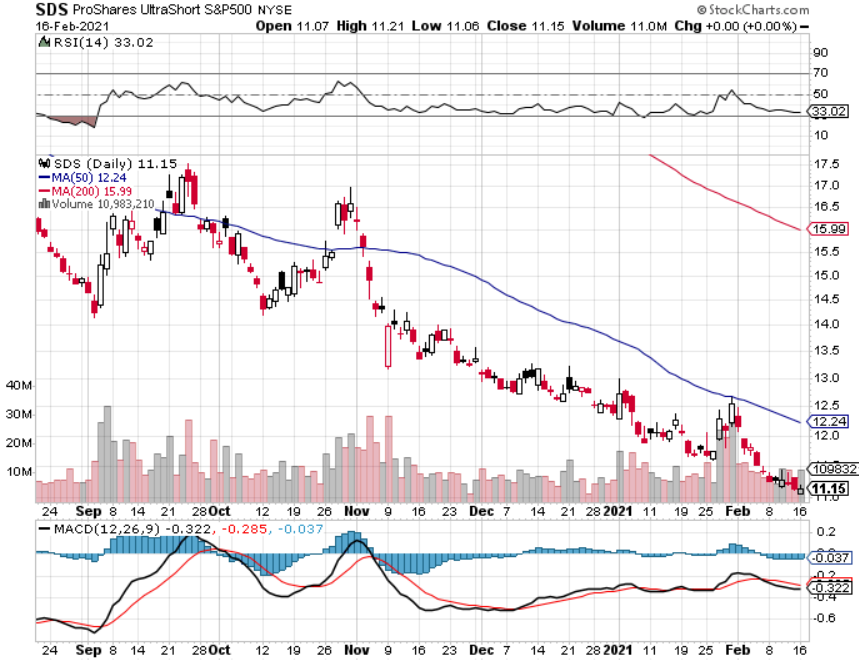 SDS ProShares UltraShort S&P500 NYSE © StockCharts.com
16-Feb-2021 Open 11.07 High 11.21 Low 11.06 Close 11.15 Volume 11.0M Chg +0.00 (+0.00%)
RSI(14) 33.02
90
70
50
33.02
10
SDS (Daily) 11.15
MA(50) 12.24
MA(200) 15.99
Volume 10,983,210
17.5
17.0
16.5
15.99
15.5
15.0
14.5
14.0
13.5
13.0
12.5
12.24
12.0
109832
11.15
40M
30M
20M
10M
24 Sep 8 14 21 28 Oct 12 19 26 Nov 9 16 23 Dec 7 14 21 28 2021 11 19 25 Feb 8 16
MACD(12,26,9) -0.322, -0.285, -0.037
0.2
-0.037
-0.322
-0.6
24 Sep 8 14 21 28 Oct 12 19 26 Nov 9 16 23 Dec 7 14 21 28 2021 11 19 25 Feb 8 16